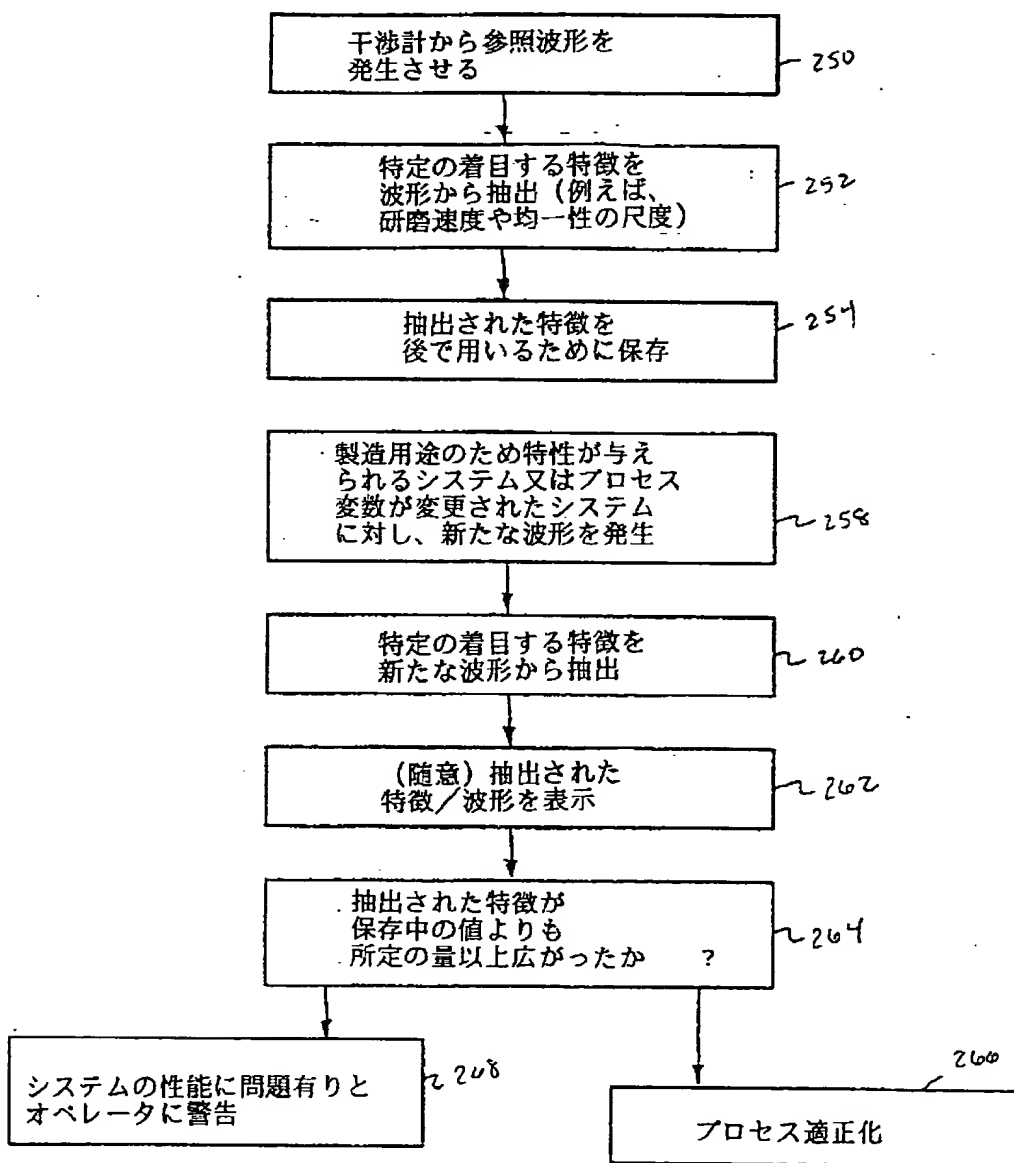 干渉計から参照波形を
発生させる
250
特定の着目する特徴を
波形から抽出（例えば、
研磨速度や均一性の尺度）
252
抽出された特徴を
後で用いるために保存
254
製造用途のため特性が与え
られるシステム又はプロセス
変数が変更されたシステム
に対し、新たな波形を発生
258
特定の着目する特徴を
新たな波形から抽出
260
（随意）抽出された
特徴／波形を表示
262
抽出された特徴が
保存中の値よりも
所定の量以上広がったか　？
264
システムの性能に問題有りと
オペレータに警告
268
266
プロセス適正化